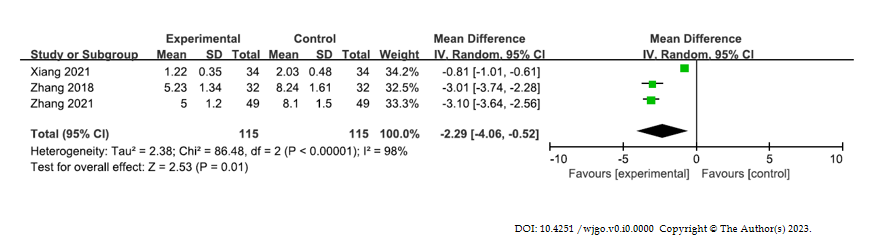 Experimental Control Mean Difference Mean Difference
Study or Subgroup Mean SD Total Mean SD Total Weight IV. Random, 95% CI IV. Random, 95% CI
Xiang 2021 1.22 0.35 34 2.03 0.48 34 34.2% -0.81 [-1.01, -0.61]
Zhang 2018 5.23 1.34 32 8.24 1.61 32 32.5% -3.01 [-3.74, -2.28]
Zhang 2021 5 1.2 49 8.1 1.5 49 33.3% -3.10 [-3.64, -2.56]
Total (95% CI) 115 115 100.0% -2.29 [-4.06, -0.52]
Heterogeneity: Tau² = 2.38; Chi² = 86.48, df = 2 (P < 0.00001); I² = 98%
Test for overall effect: Z = 2.53 (P = 0.01)
-10 -5 0 5 10
Favours [experimental] Favours [control]
DOI: 10.4251 /wjgo.v0.i0.0000 Copyright © The Author(s) 2023.